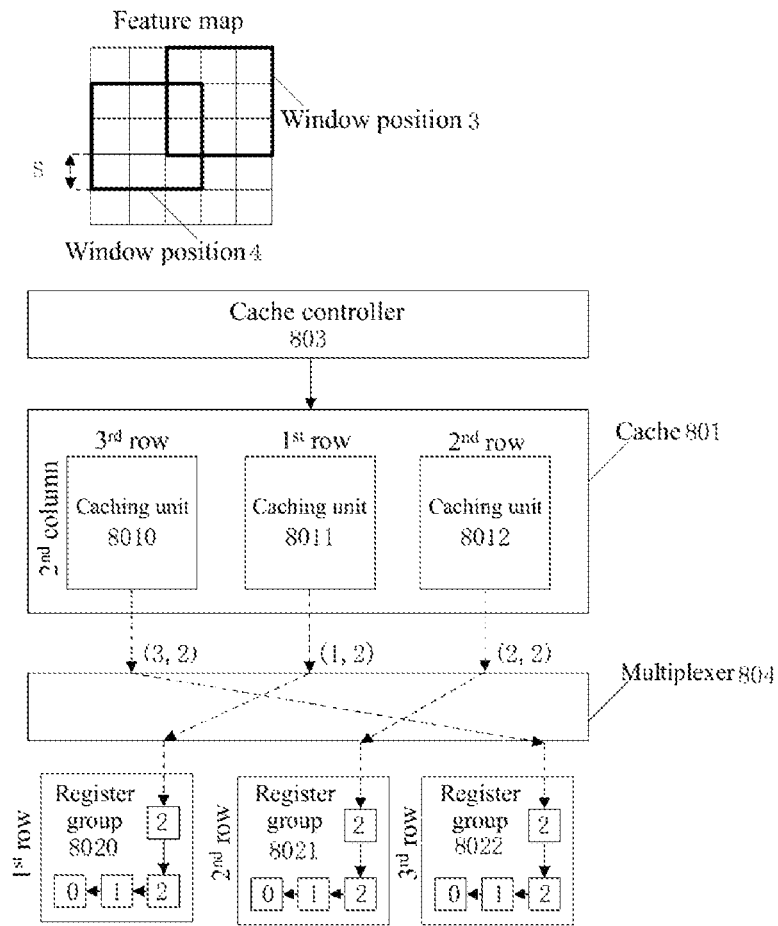 Feature map
Window position 3
S
Window position 4
Cache controller
803
3rd row
1st row
2nd row
Cache 801
2nd column
Caching unit
8010
Caching unit
8011
Caching unit
8012
(3, 2)
(1, 2)
(2, 2)
Multiplexer 804
1st row
Register
group
8020
2
0
1
2
2nd row
Register
group
8021
2
0
1
2
3rd row
Register
group
8022
2
0
1
2